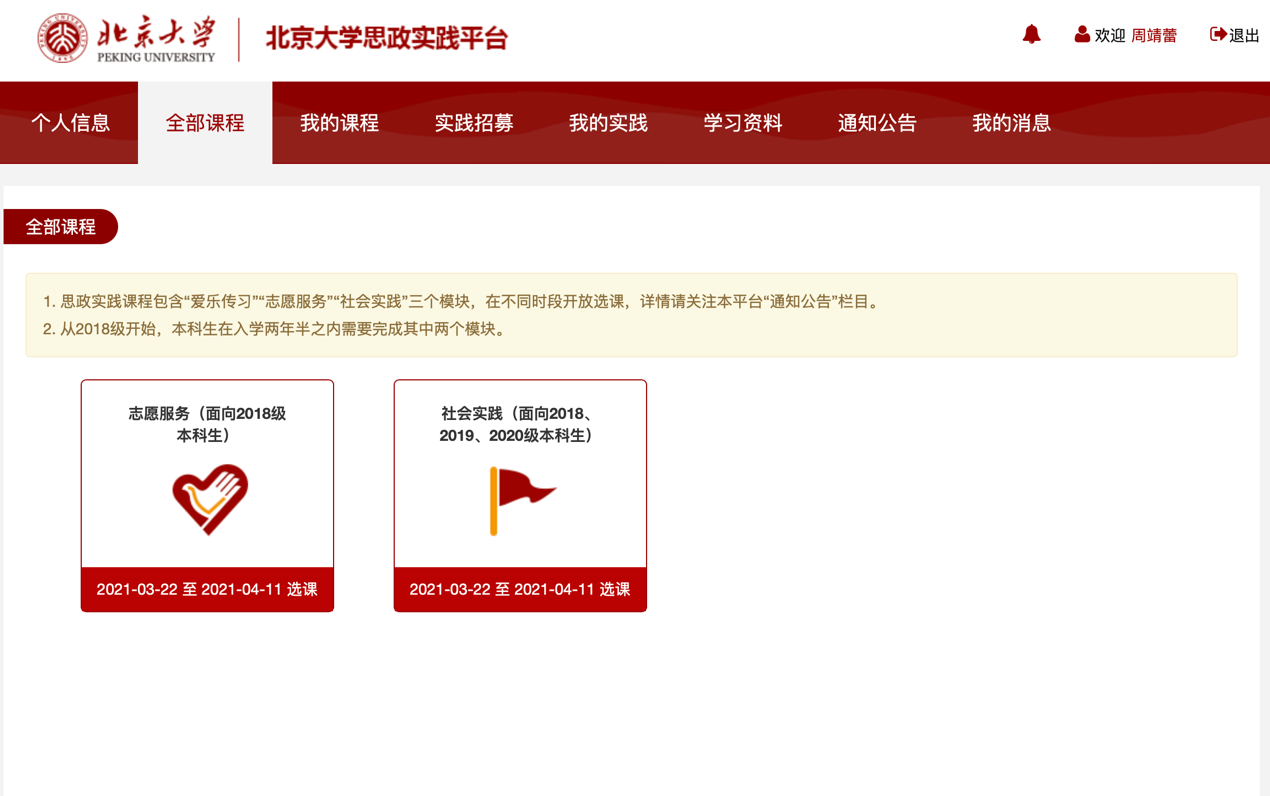 北京大学
PEKING UNIVERSITY
北京大学思政实践平台
欢迎 周靖蕾
退出
个人信息
全部课程
我的课程
实践招募
我的实践
学习资料
通知公告
我的消息
全部课程
1. 思政实践课程包含“爱乐传习”“志愿服务”“社会实践”三个模块，在不同时段开放选课，详情请关注本平台“通知公告”栏目。
2. 从2018级开始，本科生在入学两年半之内需要完成其中两个模块。
志愿服务（面向2018级
本科生）
2021-03-22 至 2021-04-11 选课
社会实践（面向2018、
2019、2020级本科生）
2021-03-22 至 2021-04-11 选课